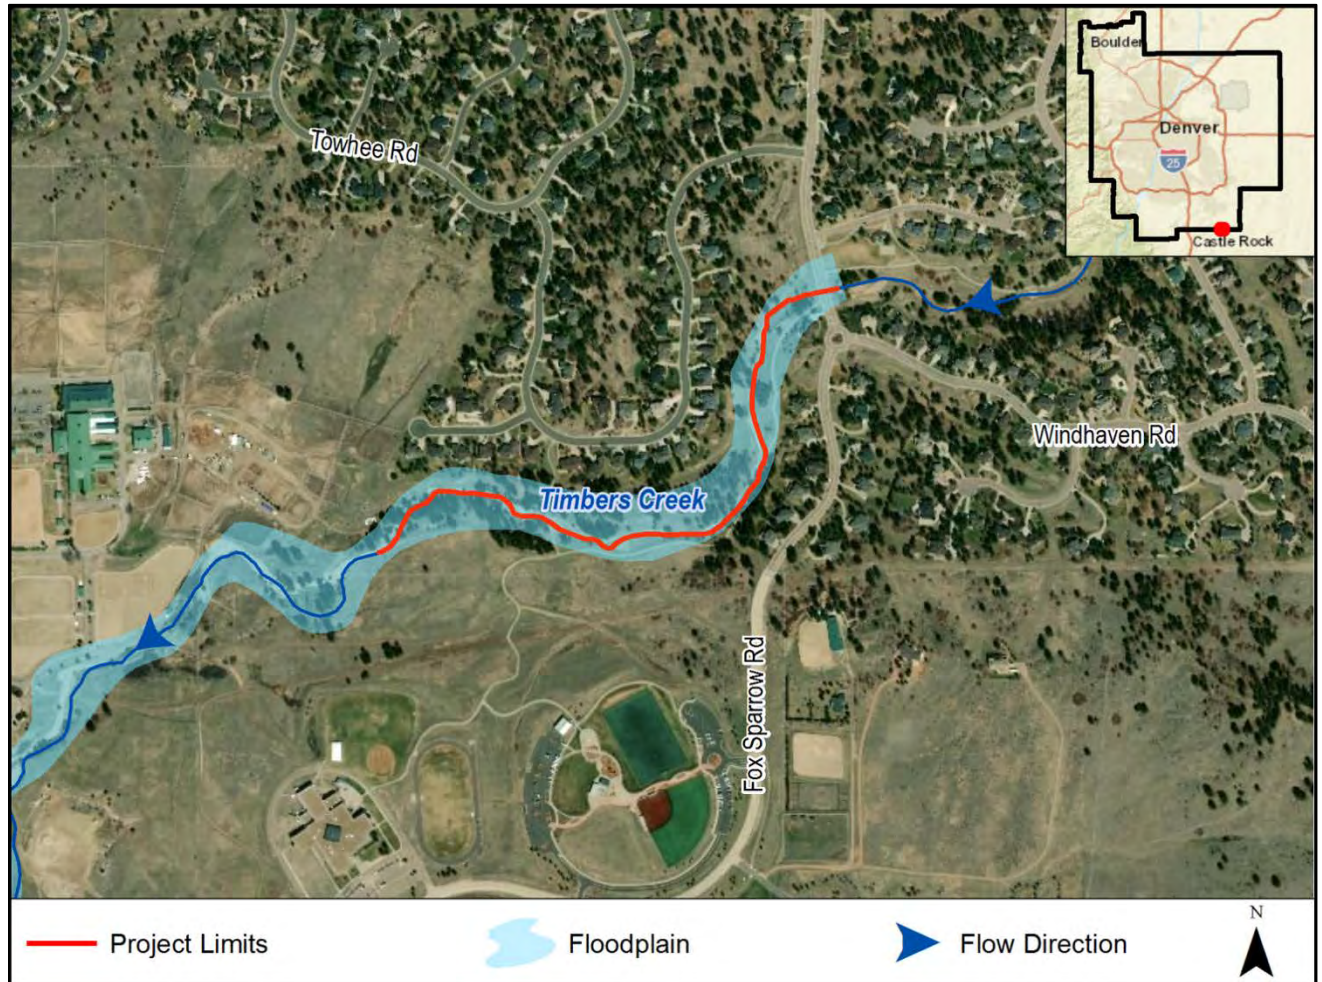 Boulder
Denver
25
Castle Rock
Towhee Rd
Windhaven Rd
Timbers Creek
Fox Sparrow Rd
Project Limits
Floodplain
Flow Direction
N